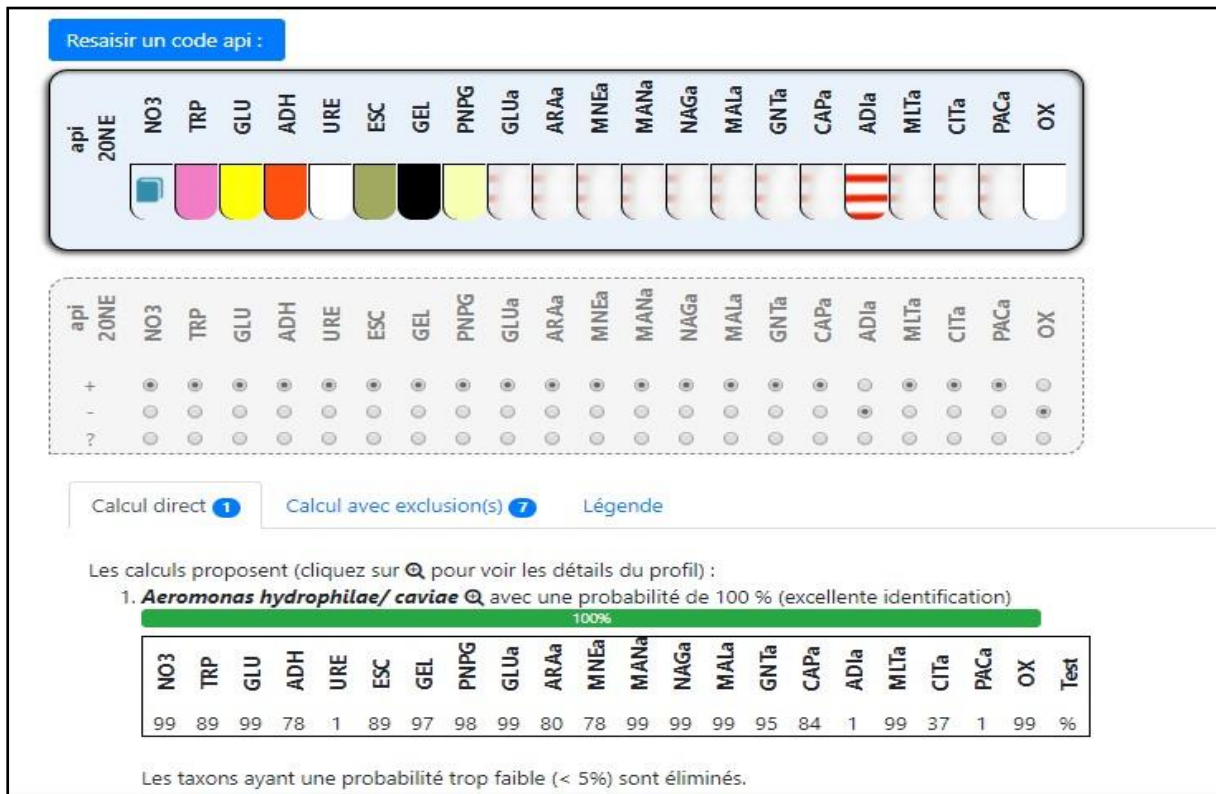 Resaisir un code api :
api 20NE NO3 TRP GLU ADH URE ESC GEL PNPG GLUa ARAa MNEa MANa NAGa MALa GNTa CAPa ADIa MLTa CITa PACa OX
api 20NE NO3 TRP GLU ADH URE ESC GEL PNPG GLUa ARAa MNEa MANa NAGa MALa GNTa CAPa ADIa MLTa CITa PACa OX
+
-
?
Calcul direct 1 Calcul avec exclusion(s) 7 Légende
Les calculs proposent (cliquez sur pour voir les détails du profil) :
1. Aeromonas hydrophilae/ caviae avec une probabilité de 100 % (excellente identification)
100%
NO3 TRP GLU ADH URE ESC GEL PNPG GLUa ARAa MNEa MANa NAGa MALa GNTa CAPa ADIa MLTa CITa PACa OX Test
99 89 99 78 1 89 97 98 99 80 78 99 99 99 95 84 1 99 37 1 99 %
Les taxons ayant une probabilité trop faible (< 5%) sont éliminés.